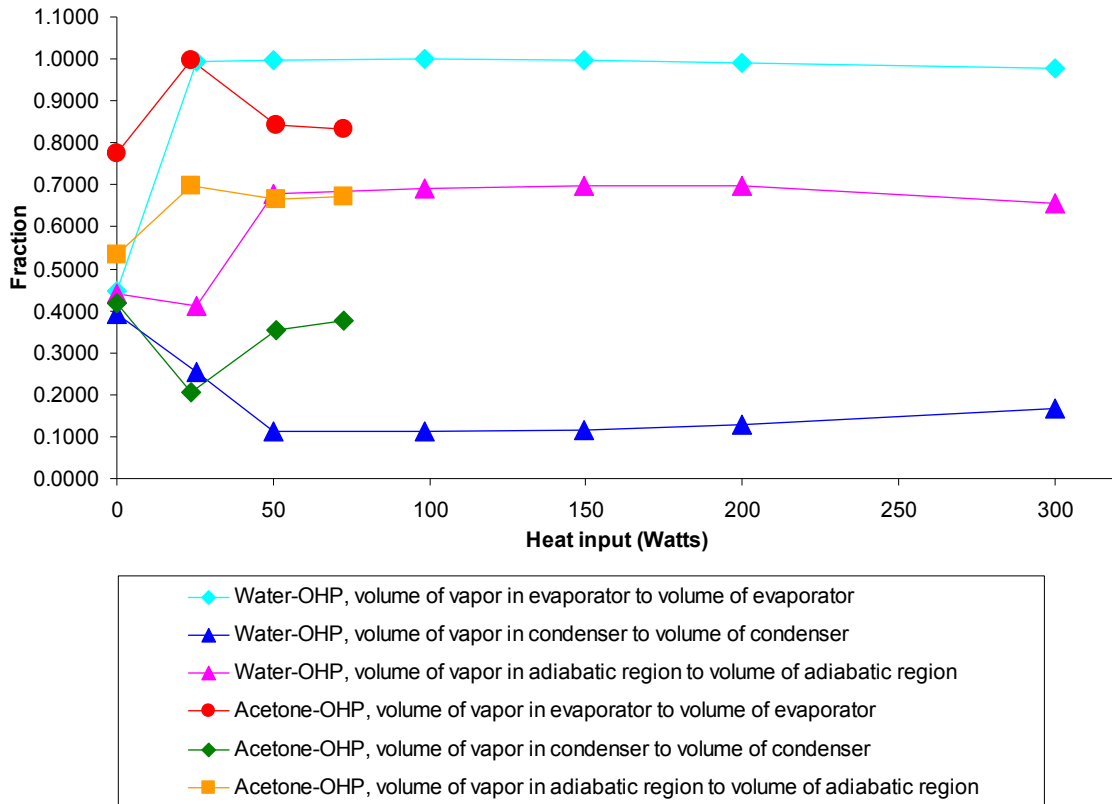 1.1000
1.0000
0.9000
0.8000
0.7000
0.6000
0.5000
0.4000
0.3000
0.2000
0.1000
0.0000
Fraction
0 50 100 150 200 250 300
Heat input (Watts)
Water-OHP, volume of vapor in evaporator to volume of evaporator
Water-OHP, volume of vapor in condenser to volume of condenser
Water-OHP, volume of vapor in adiabatic region to volume of adiabatic region
Acetone-OHP, volume of vapor in evaporator to volume of evaporator
Acetone-OHP, volume of vapor in condenser to volume of condenser
Acetone-OHP, volume of vapor in adiabatic region to volume of adiabatic region